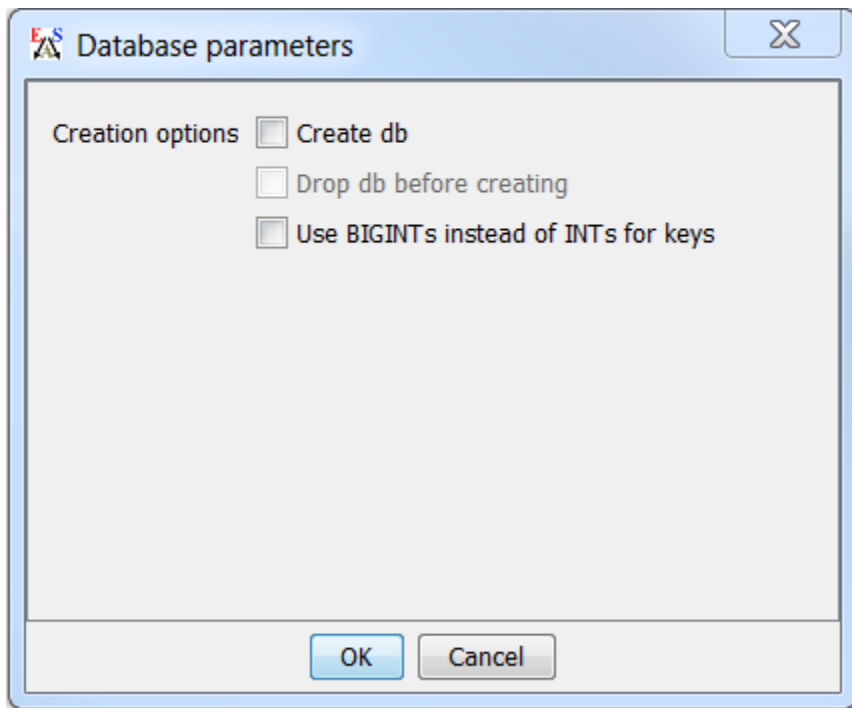 EAS Database parameters
Creation options Create db
Drop db before creating
Use BIGINTs instead of INTs for keys
OK Cancel